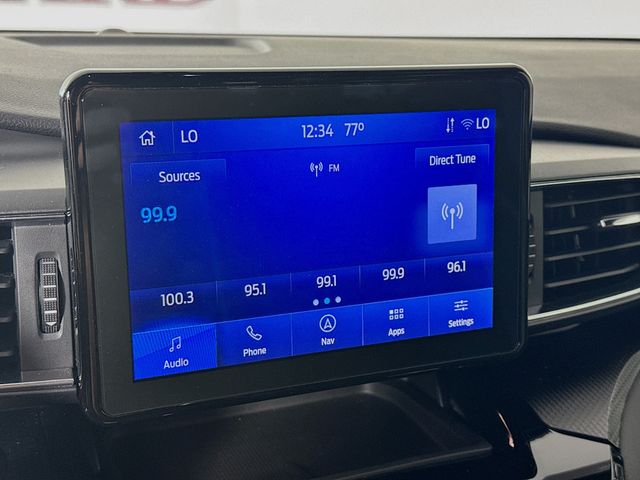 LO 12:34 77° LO
Sources FM Direct Tune
99.9
100.3 95.1 99.1 99.9 96.1
Audio Phone Nav Apps Settings